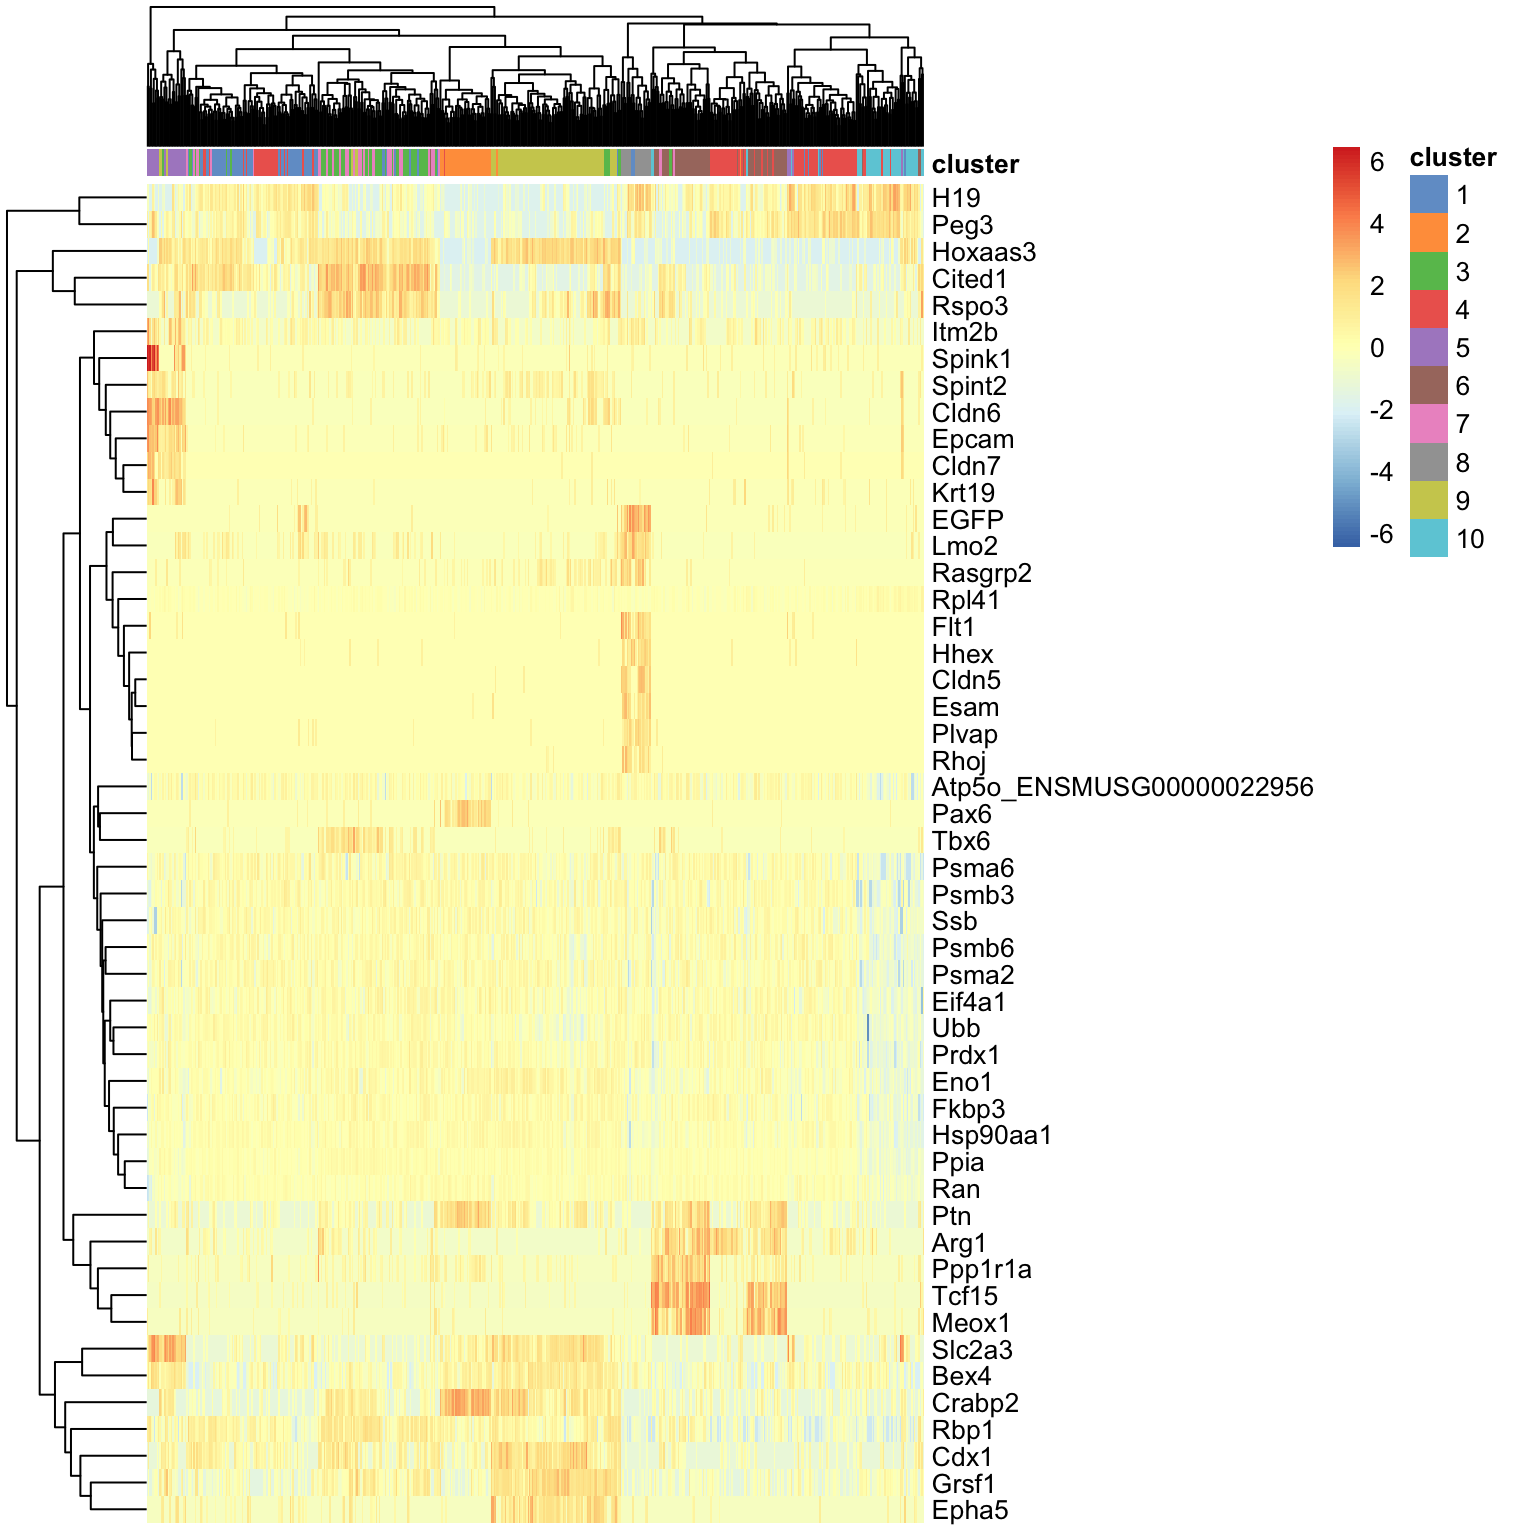 cluster
H19
Peg3
Hoxaas3
Cited1
Rspo3
Itm2b
Spink1
Spint2
Cldn6
Epcam
Cldn7
Krt19
EGFP
Lmo2
Rasgrp2
Rpl41
Flt1
Hhex
Cldn5
Esam
Plvap
Rhoj
Atp5o_ENSMUSG00000022956
Pax6
Tbx6
Psma6
Psmb3
Ssb
Psmb6
Psma2
Eif4a1
Ubb
Prdx1
Eno1
Fkbp3
Hsp90aa1
Ppia
Ran
Ptn
Arg1
Ppp1r1a
Tcf15
Meox1
Slc2a3
Bex4
Crabp2
Rbp1
Cdx1
Grsf1
Epha5
6
4
2
0
-2
-4
-6
cluster
1
2
3
4
5
6
7
8
9
10